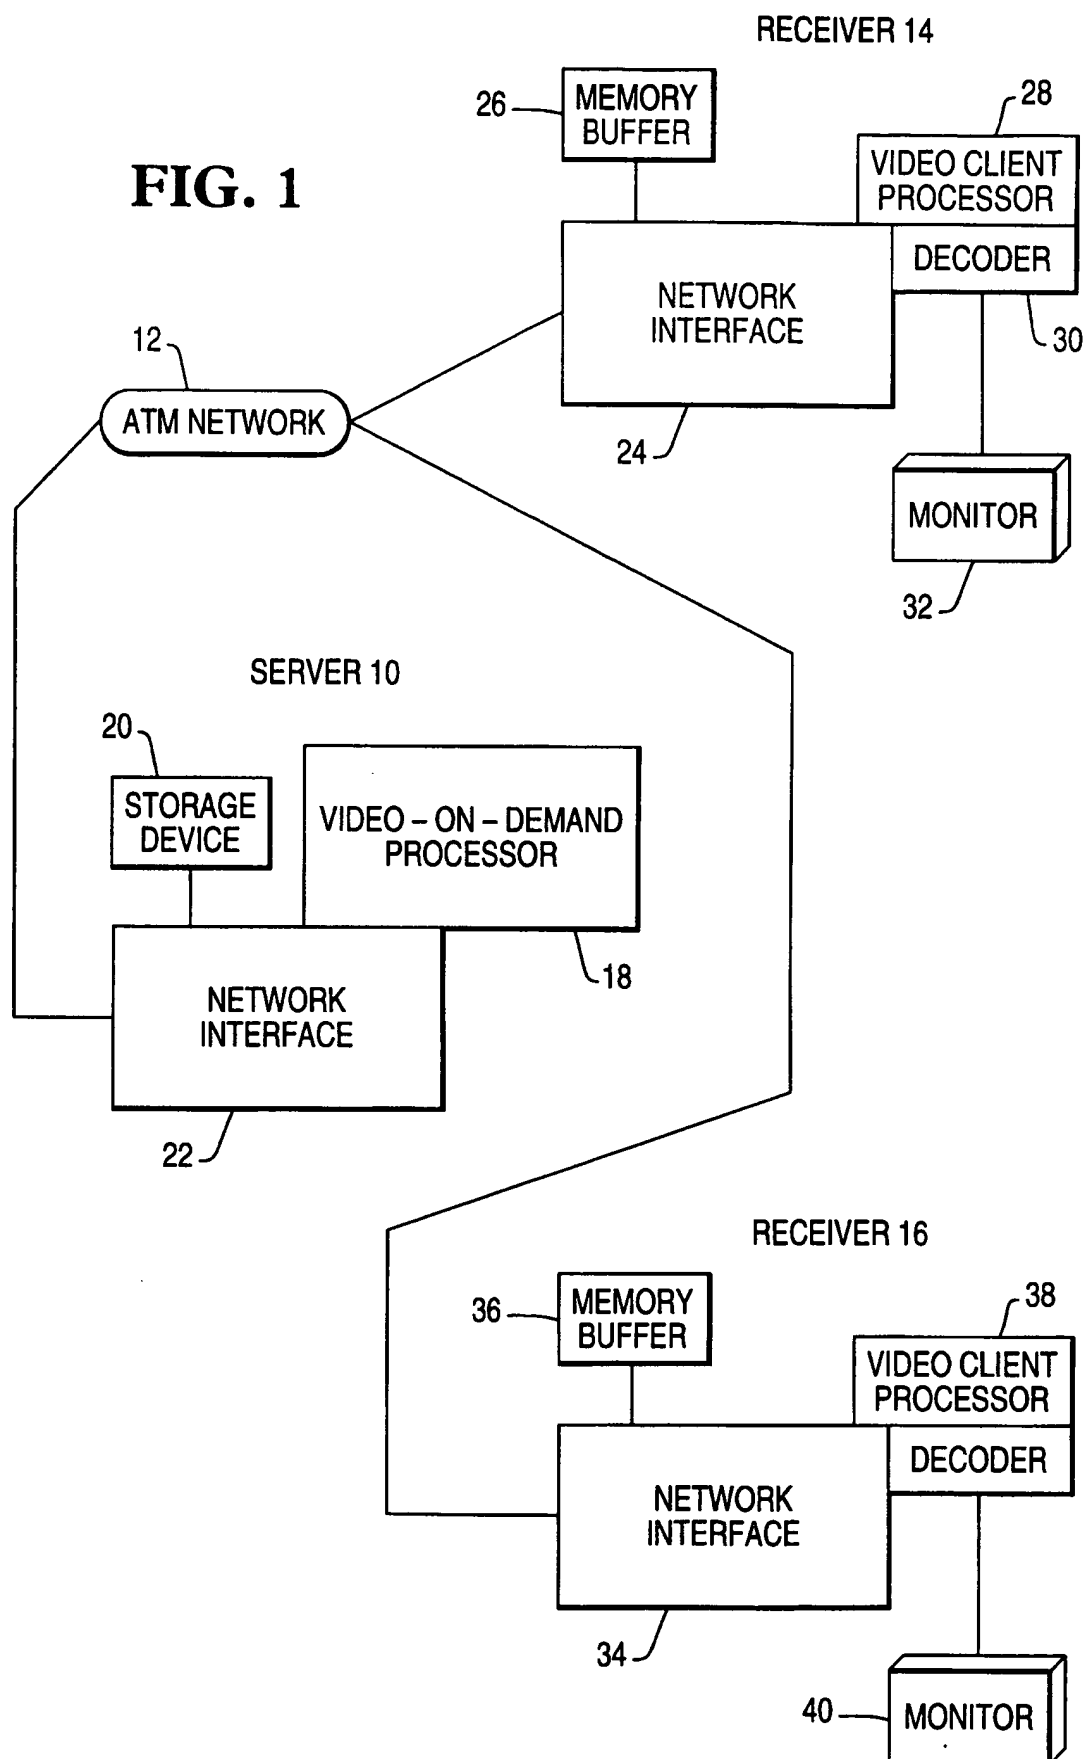 RECEIVER 14
26
MEMORY
BUFFER
28
VIDEO CLIENT
PROCESSOR
FIG. 1
DECODER
NETWORK
INTERFACE
30
12
ATM NETWORK
24
MONITOR
32
SERVER 10
20
STORAGE
DEVICE
VIDEO – ON – DEMAND
PROCESSOR
18
NETWORK
INTERFACE
22
RECEIVER 16
36
MEMORY
BUFFER
38
VIDEO CLIENT
PROCESSOR
DECODER
NETWORK
INTERFACE
34
40
MONITOR